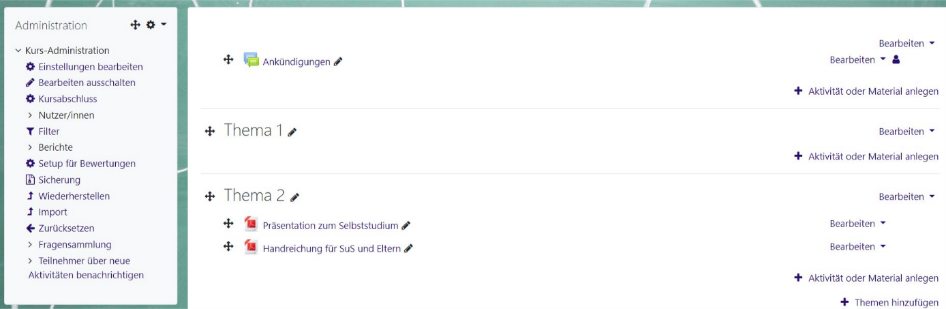 Administration
Kurs-Administration
Einstellungen bearbeiten
Bearbeiten ausschalten
Kursabschluss
Nutzer/innen
Filter
Berichte
Setup für Bewertungen
Sicherung
Wiederherstellen
Import
Zurücksetzen
Fragensammlung
Teilnehmer über neue
Aktivitäten benachrichtigen
Bearbeiten
Ankündigungen Bearbeiten
Aktivität oder Material anlegen
Thema 1 Bearbeiten
Aktivität oder Material anlegen
Thema 2 Bearbeiten
Präsentation zum Selbststudium Bearbeiten
Handreichung für SuS und Eltern Bearbeiten
Aktivität oder Material anlegen
Themen hinzufügen